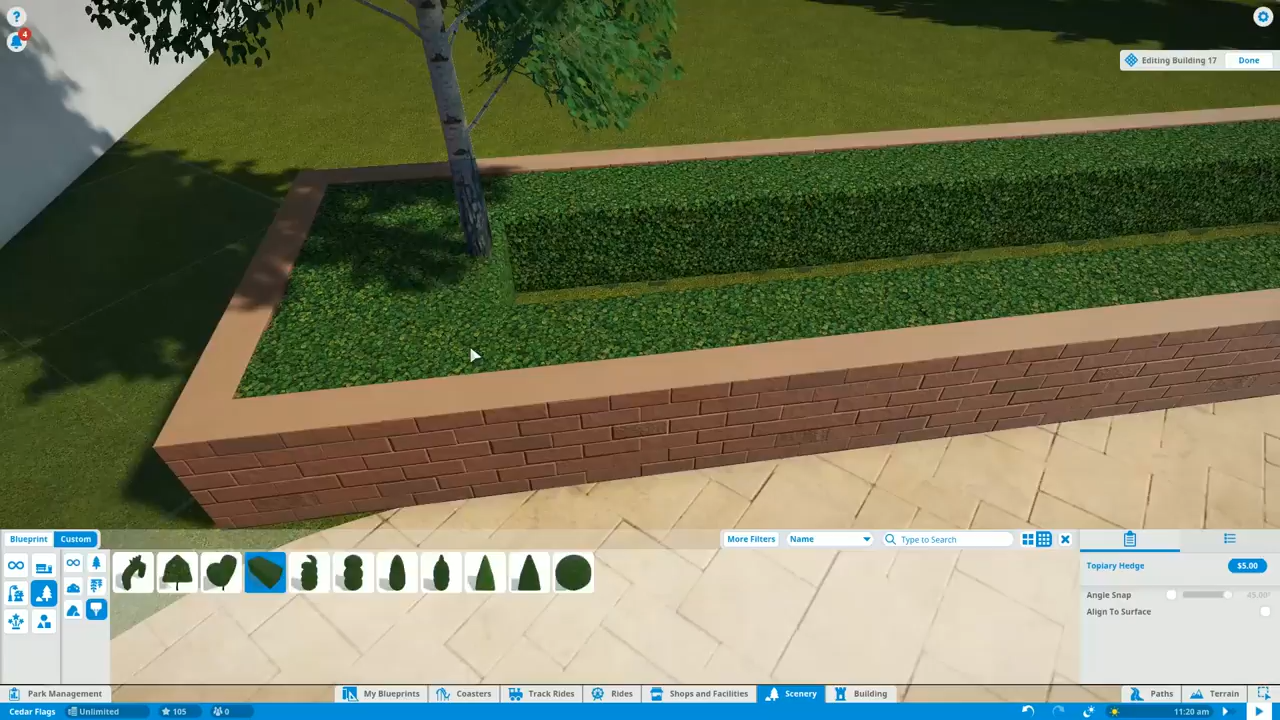 ?
4
Editing Building 17
Done
Blueprint
Custom
More Filters
Name
Type to Search
Topiary Hedge
$5.00
Angle Snap
45.00°
Align To Surface
Park Management
My Blueprints
Coasters
Track Rides
Rides
Shops and Facilities
Scenery
Building
Paths
Terrain
Cedar Flags
Unlimited
105
0
11:20 am